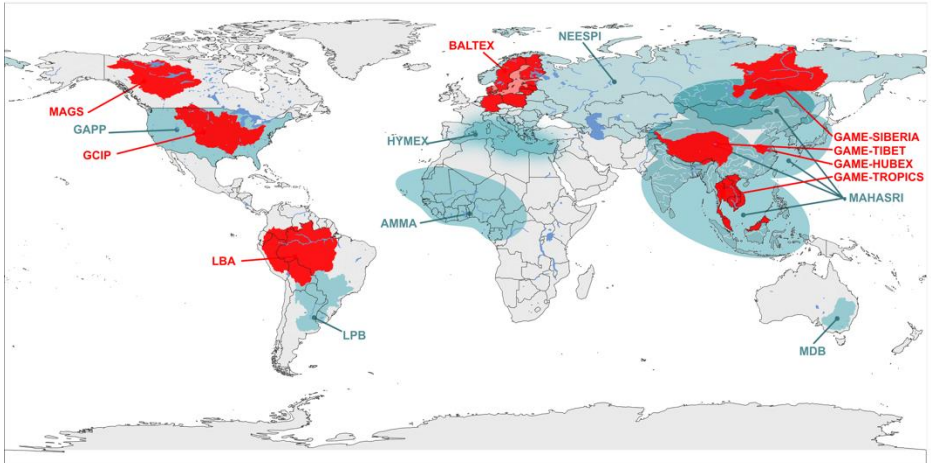 NEESPI
BALTEX
MAGS
GAPP
GCIP
HYMEX
GAME-SIBERIA
GAME-TIBET
GAME-HUBEX
GAME-TROPICS
MAHASRI
AMMA
LBA
LPB
MDB